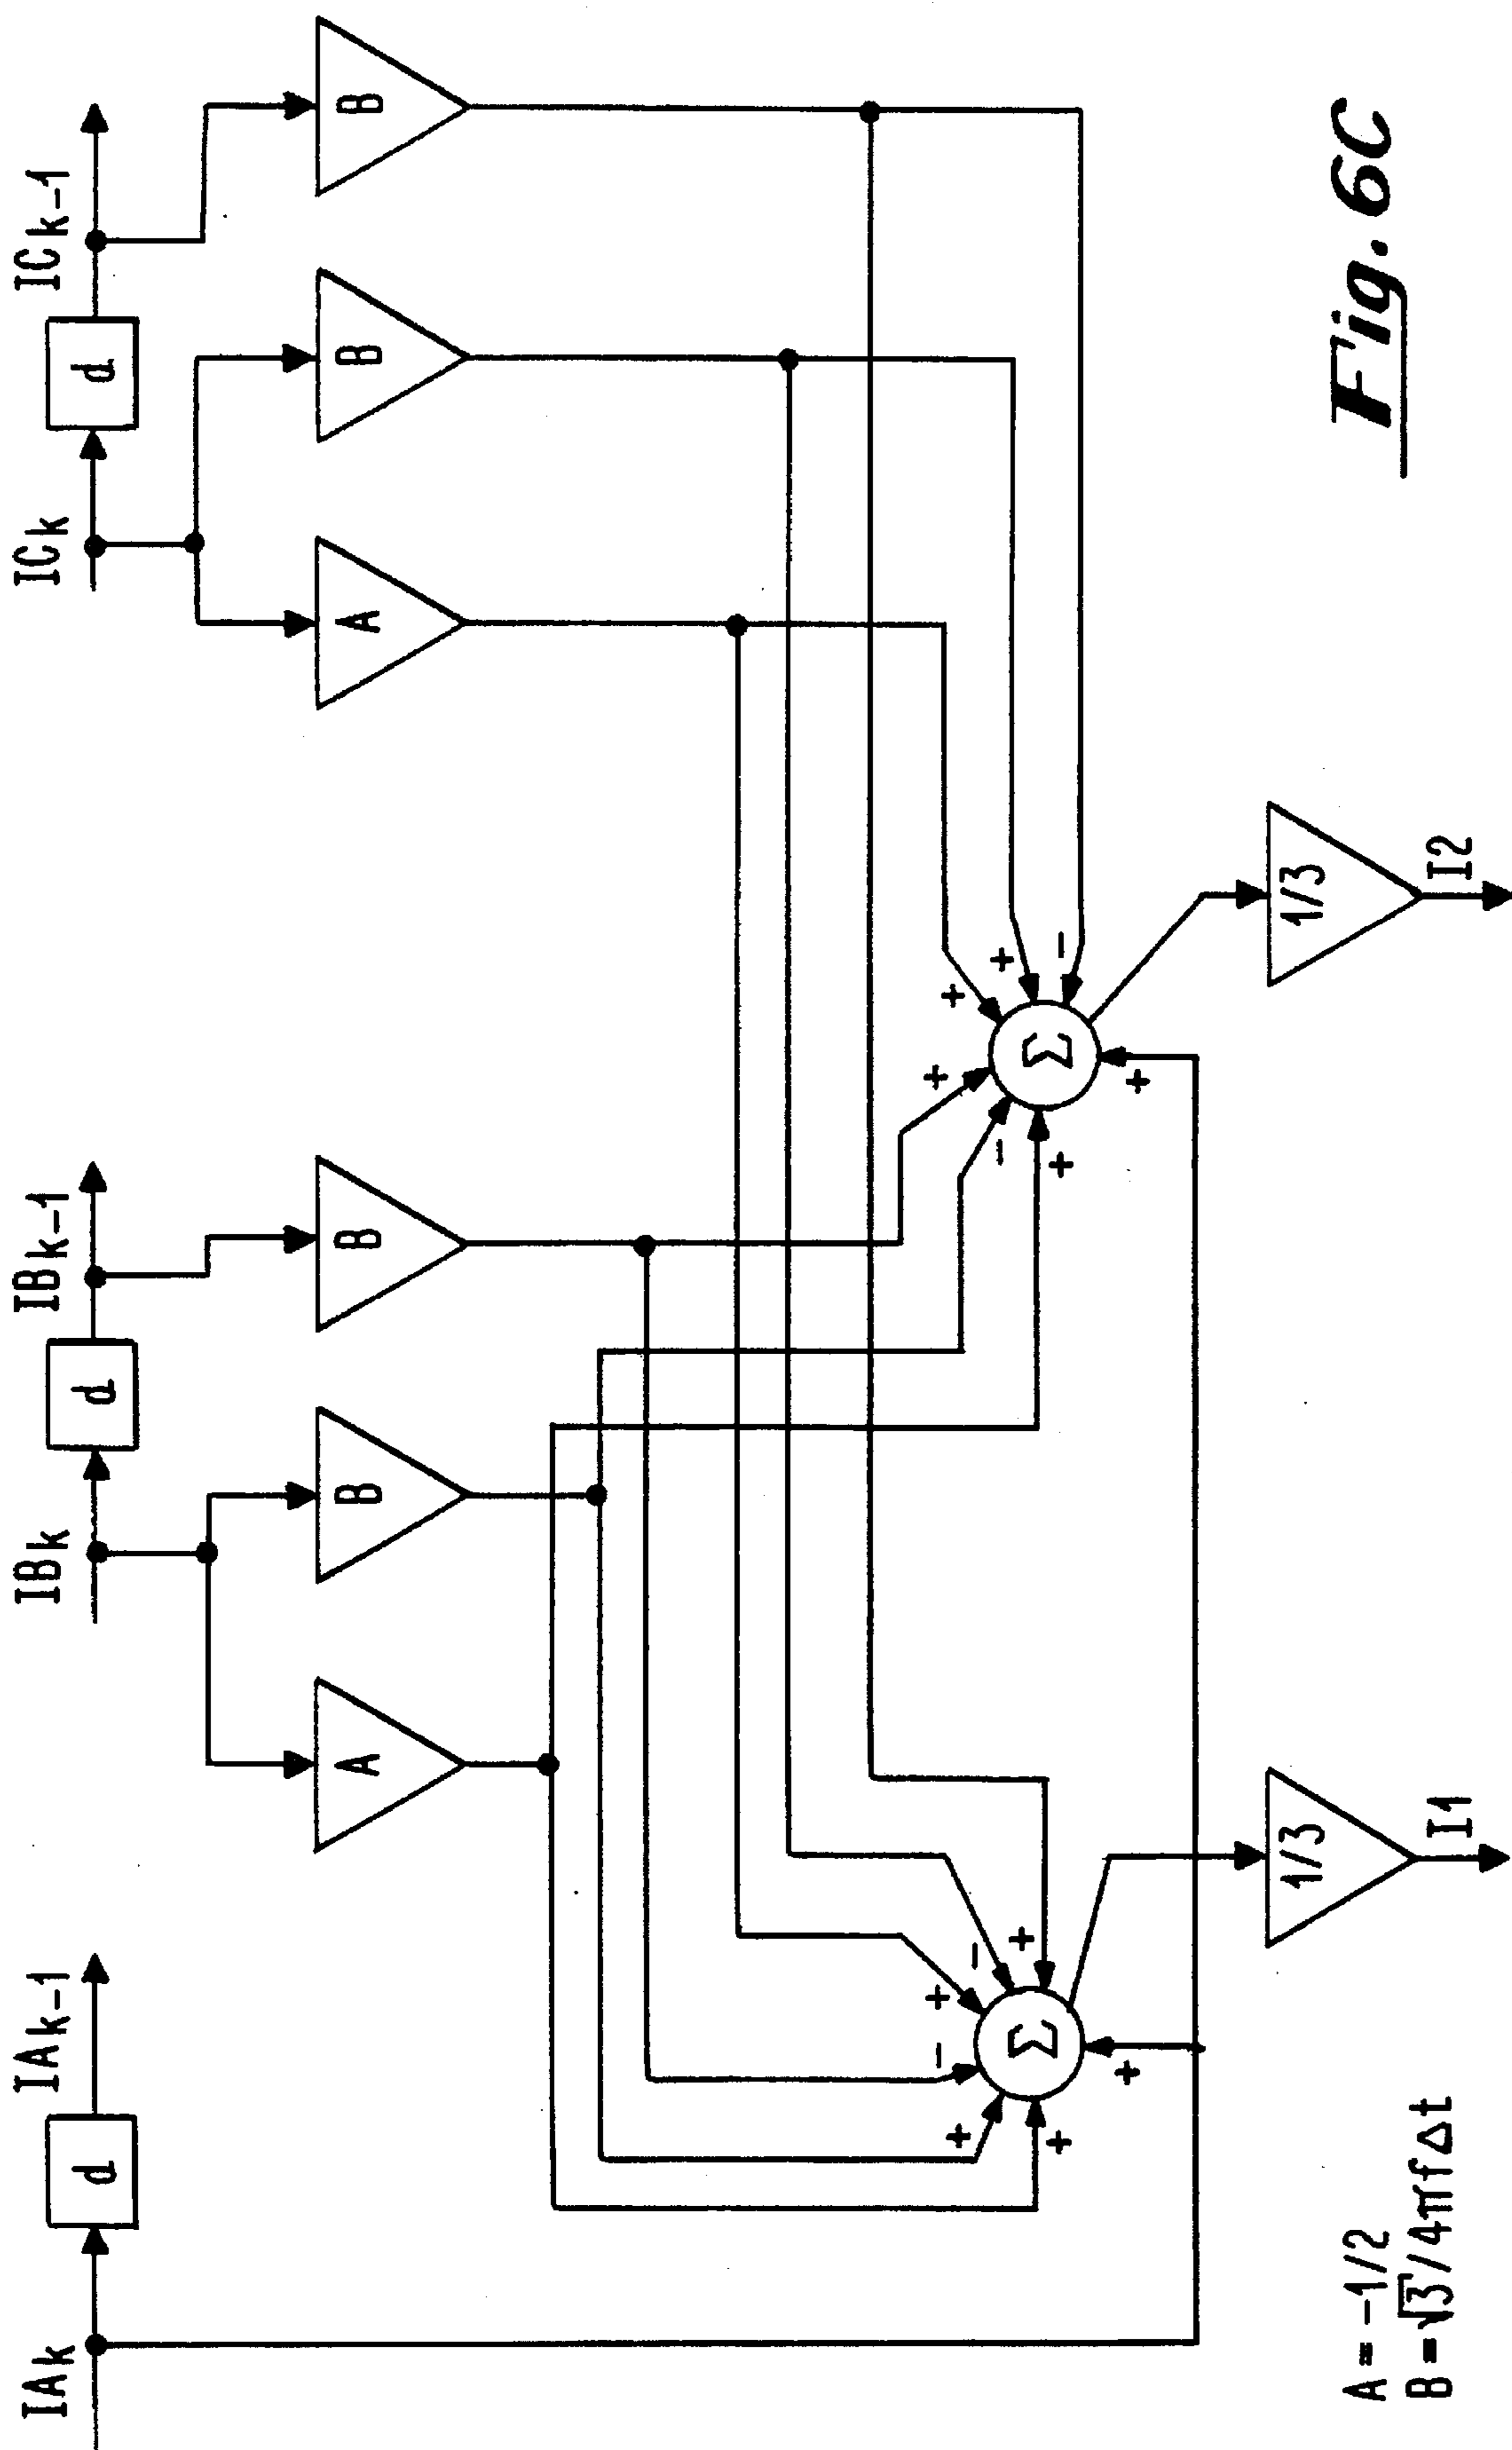 IAk
d
IAk-1
IBk
d
IBk-1
ICk
d
ICk-1
A
B
B
A
B
B
+
+
-
+
-
+
+
Σ
+
-
+
+
+
-
+
Σ
1/3
1/3
I1
I2
A = -1/2
B = √3/4πfΔt
Fig. 6C